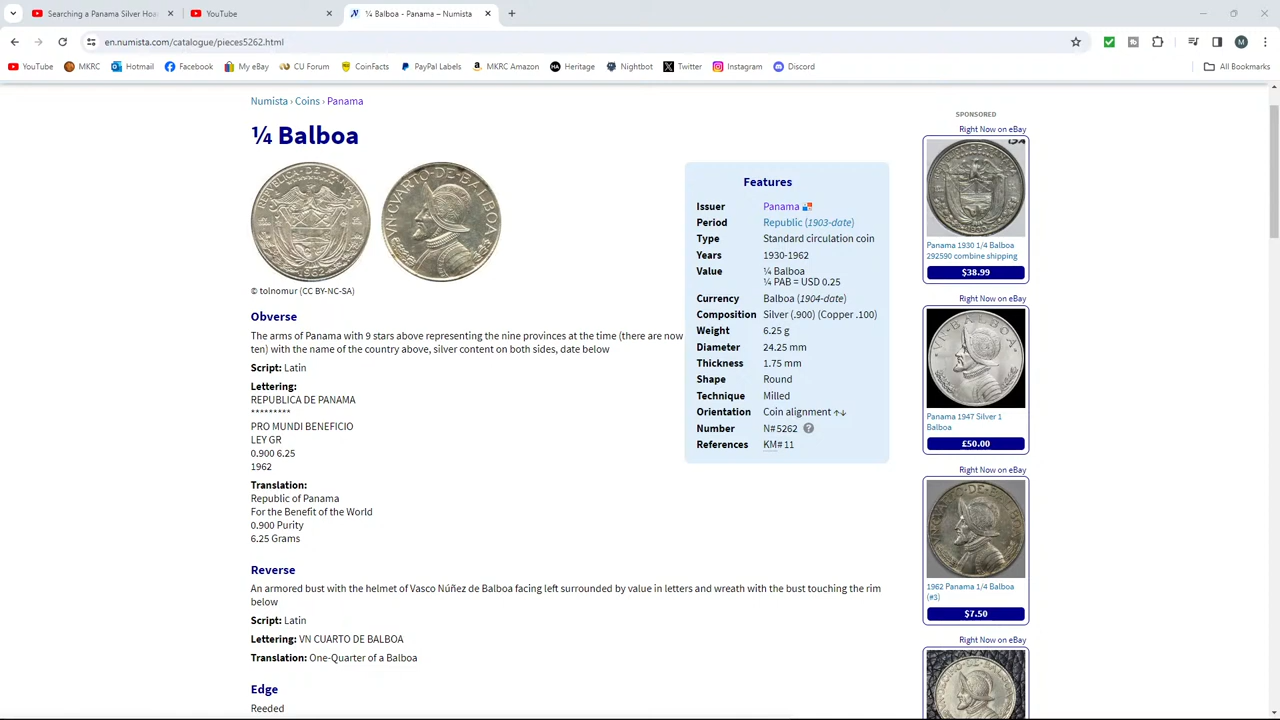 Searching a Panama Silver Hoa
YouTube
¼ Balboa - Panama – Numista
en.numista.com/catalogue/pieces5262.html
YouTube
MKRC
Hotmail
Facebook
My eBay
CU Forum
CoinFacts
PayPal Labels
MKRC Amazon
Heritage
Nightbot
Twitter
Instagram
Discord
All Bookmarks
Numista › Coins › Panama
¼ Balboa
© tolnomur (CC BY-NC-SA)
Obverse
The arms of Panama with 9 stars above representing the nine provinces at the time (there are now
ten) with the name of the country above, silver content on both sides, date below
Script: Latin
Lettering:
REPUBLICA DE PANAMA
*********
PRO MUNDI BENEFICIO
LEY GR
0.900 6.25
1962
Translation:
Republic of Panama
For the Benefit of the World
0.900 Purity
6.25 Grams
Reverse
An armored bust with the helmet of Vasco Núñez de Balboa facing left surrounded by value in letters and wreath with the bust touching the rim
below
Script: Latin
Lettering: VN CUARTO DE BALBOA
Translation: One-Quarter of a Balboa
Edge
Reeded
Features
Issuer Panama
Period Republic (1903-date)
Type Standard circulation coin
Years 1930-1962
Value ¼ Balboa
¼ PAB = USD 0.25
Currency Balboa (1904-date)
Composition Silver (.900) (Copper .100)
Weight 6.25 g
Diameter 24.25 mm
Thickness 1.75 mm
Shape Round
Technique Milled
Orientation Coin alignment ↑↓
Number N# 5262 ?
References KM# 11
SPONSORED
Right Now on eBay
Panama 1930 1/4 Balboa
292590 combine shipping
$38.99
Right Now on eBay
Panama 1947 Silver 1
Balboa
£50.00
Right Now on eBay
1962 Panama 1/4 Balboa
(#3)
$7.50
Right Now on eBay